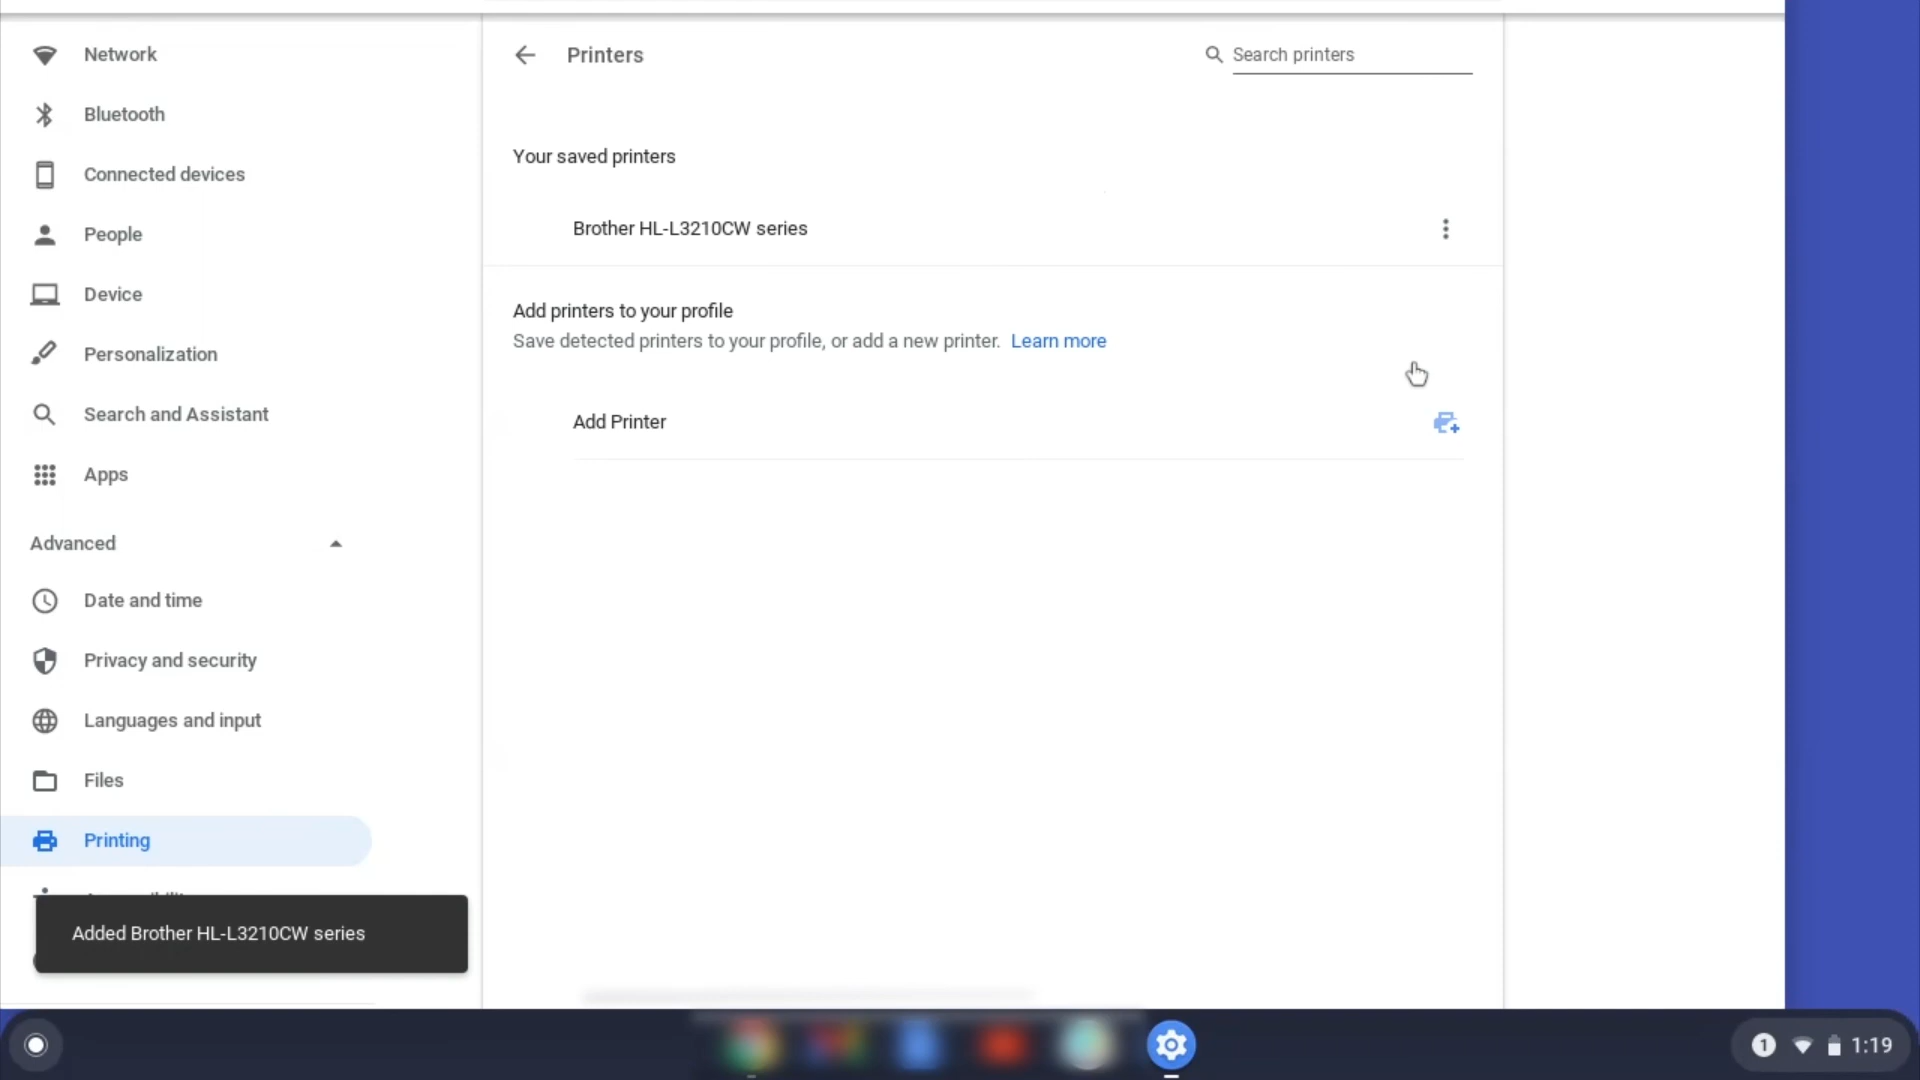 Network
Bluetooth
Connected devices
People
Device
Personalization
Search and Assistant
Apps
Advanced
Date and time
Privacy and security
Languages and input
Files
Printing
Added Brother HL-L3210CW series
Printers
Search printers
Your saved printers
Brother HL-L3210CW series
Add printers to your profile
Save detected printers to your profile, or add a new printer. Learn more
Add Printer
1 1:19